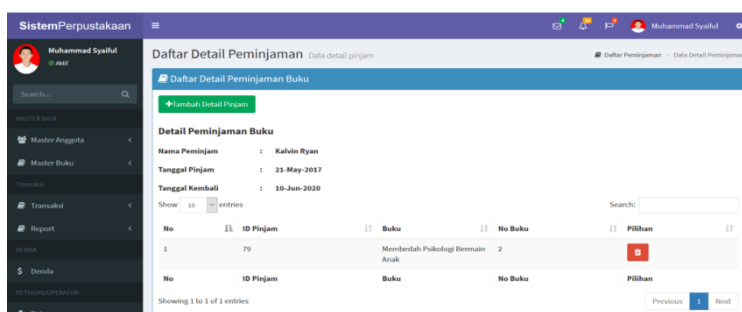 SistemPerpustakaan
Muhammad Syaiful
Muhammad Syaiful
Aktif
Search...
MASTER DATA
Master Anggota
Master Buku
Transaksi
Transaksi
Report
DENDA
$ Denda
PETUGAS/OPERATOR
Daftar Detail Peminjaman Data detail pinjam
Daftar Peminjaman > Data Detail Peminjaman
Daftar Detail Peminjaman Buku
+Tambah Detail Pinjam
Detail Peminjaman Buku
Nama Peminjam : Kalvin Ryan
Tanggal Pinjam : 21-May-2017
Tanggal Kembali : 10-Jun-2020
Show 10 entries Search:
No ID Pinjam Buku No Buku Pilihan
1 79 Membedah Psikologi Bermain 2
Anak
No ID Pinjam Buku No Buku Pilihan
Showing 1 to 1 of 1 entries Previous 1 Next